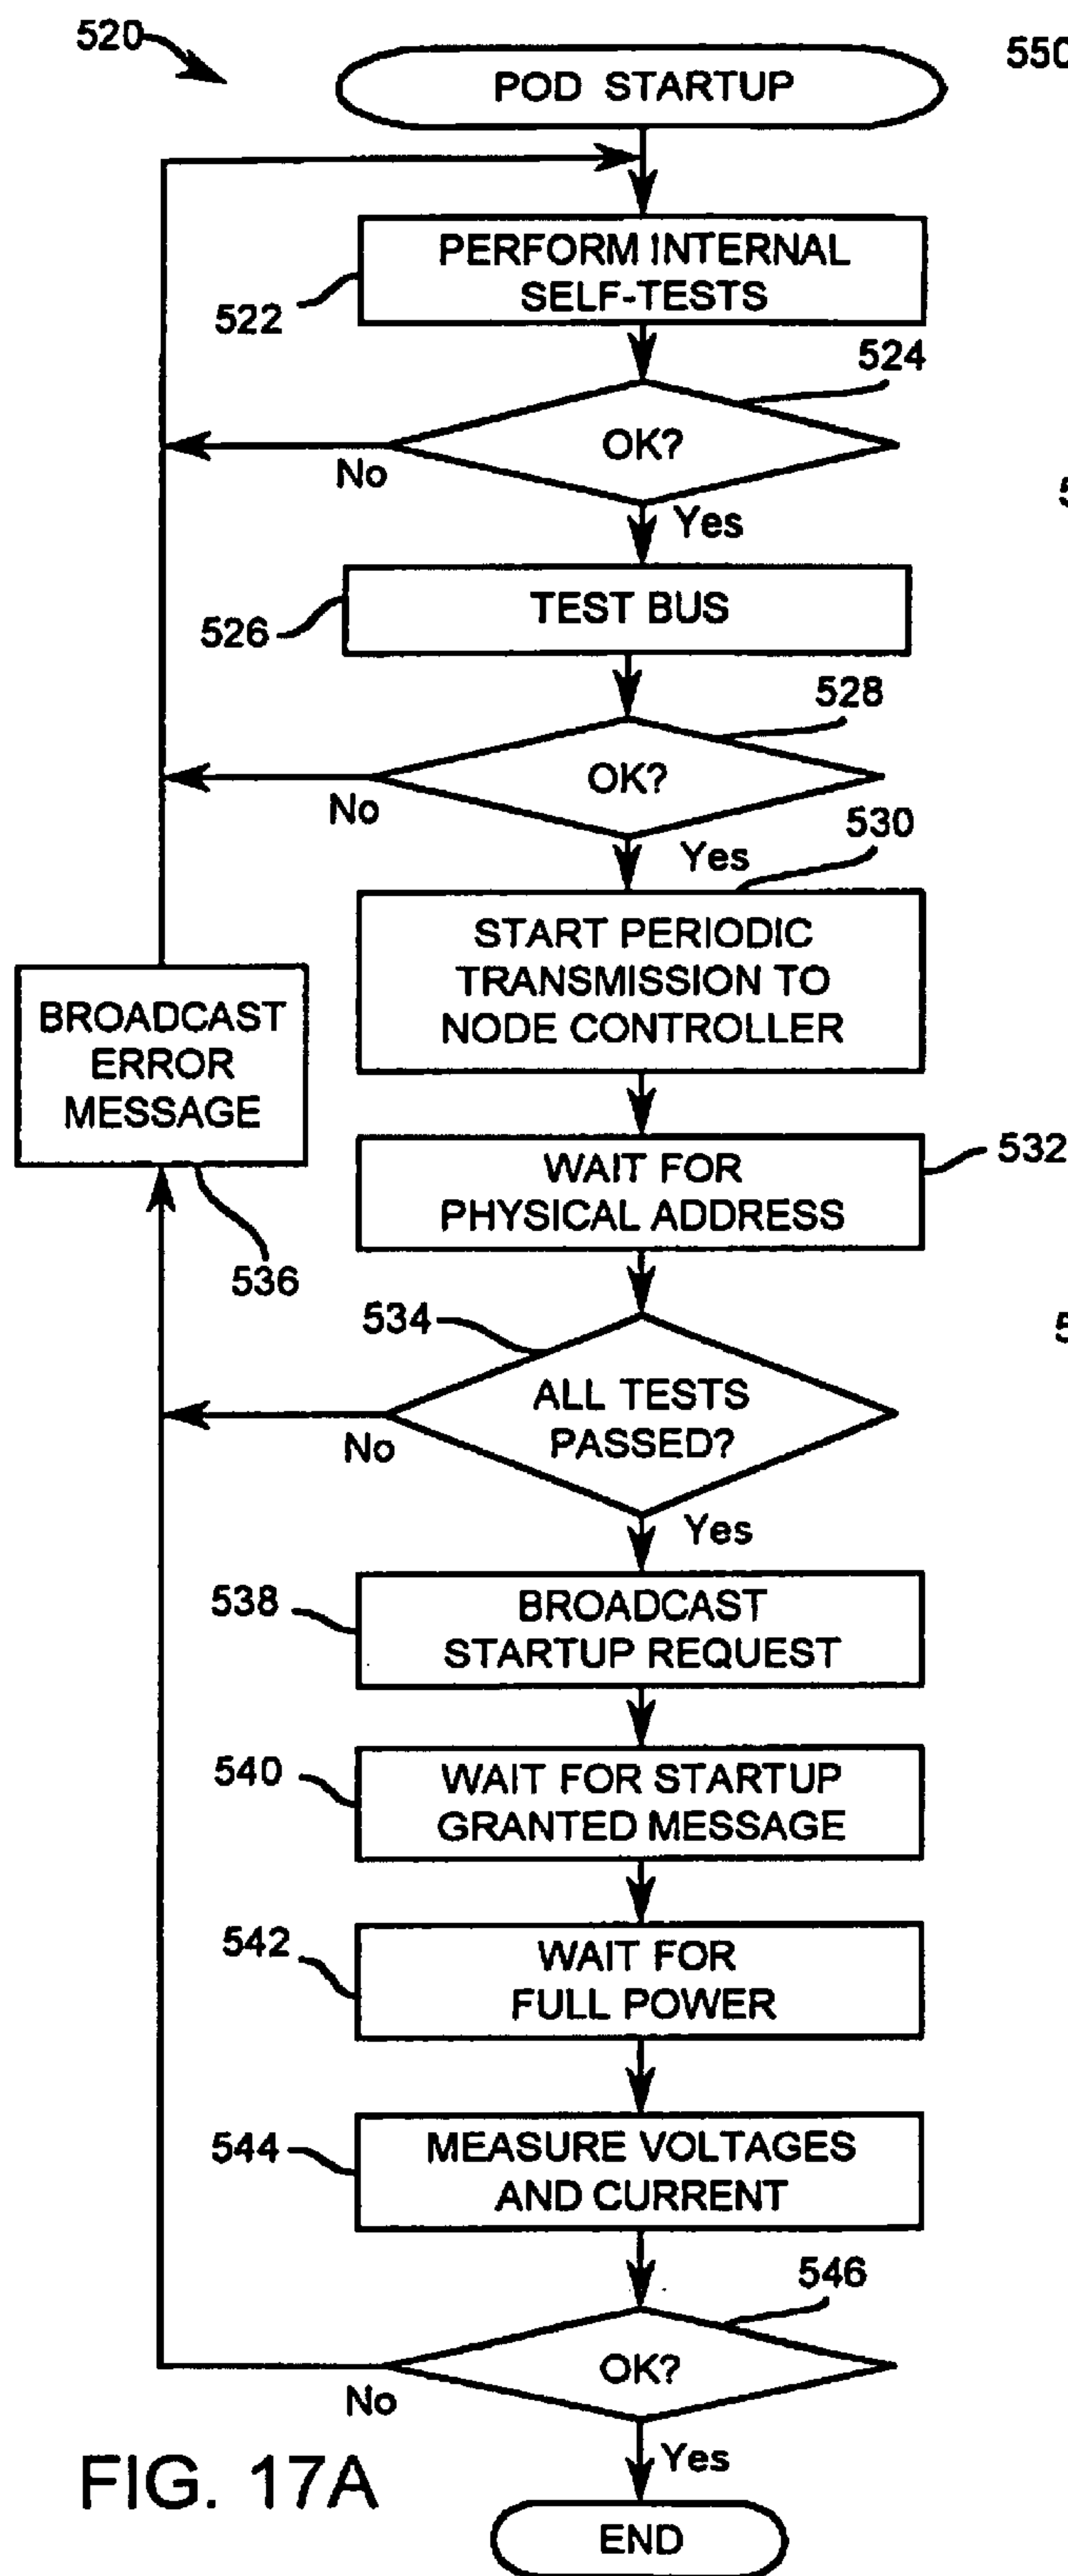 520
550
POD STARTUP
PERFORM INTERNAL
SELF-TESTS
522
524
OK?
No
Yes
5
TEST BUS
526
528
OK?
No
Yes
530
START PERIODIC
TRANSMISSION TO
NODE CONTROLLER
BROADCAST
ERROR
MESSAGE
536
WAIT FOR
PHYSICAL ADDRESS
532
534
5
ALL TESTS
PASSED?
No
Yes
538
BROADCAST
STARTUP REQUEST
540
WAIT FOR STARTUP
GRANTED MESSAGE
542
WAIT FOR
FULL POWER
544
MEASURE VOLTAGES
AND CURRENT
546
OK?
No
Yes
FIG. 17A
END